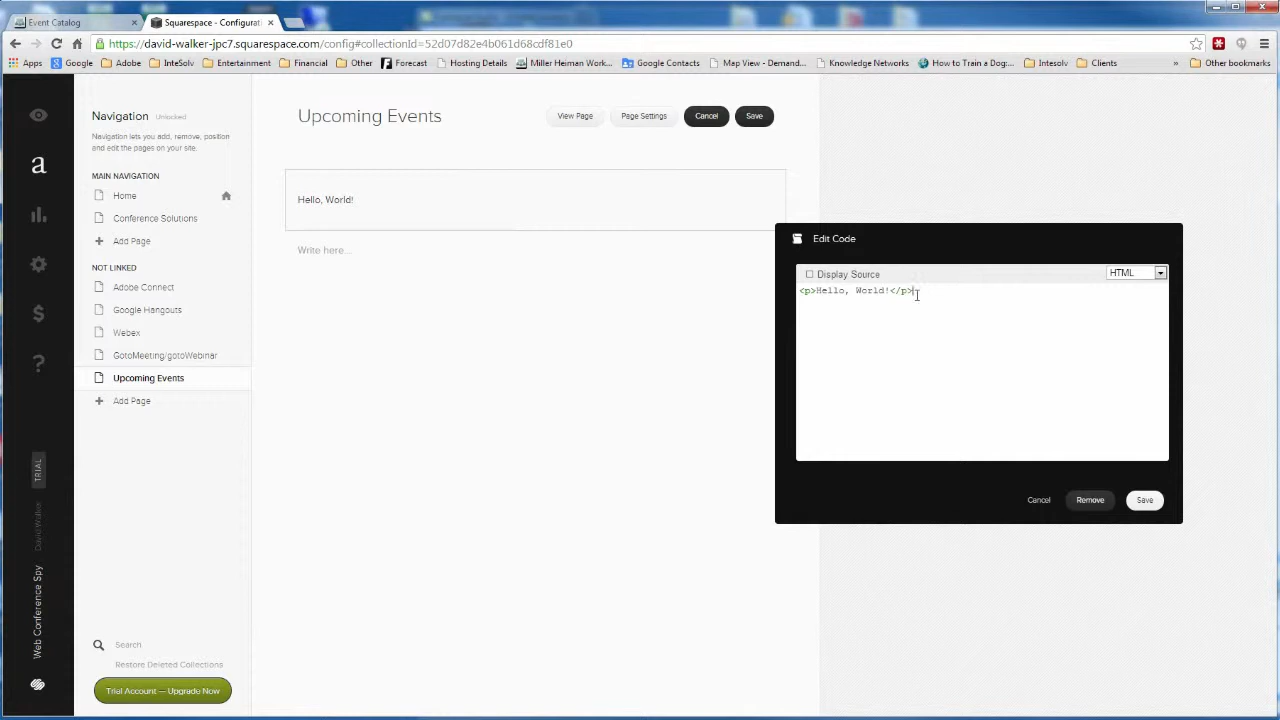 Event Catalog
Squarespace - Configurati
https://david-walker-jpc7.squarespace.com/config#collectionId=52d07d82e4b061d68cdf81e0
Apps
Google
Adobe
InteSolv
Entertainment
Financial
Other
Forecast
Hosting Details
Miller Heiman Work...
Google Contacts
Map View - Demand...
Knowledge Networks
How to Train a Dog:...
Intesolv
Clients
»
Other bookmarks
Navigation Unlocked
Navigation lets you add, remove, position
and edit the pages on your site.
MAIN NAVIGATION
Home
Conference Solutions
+ Add Page
NOT LINKED
Adobe Connect
Google Hangouts
Webex
GotoMeeting/gotoWebinar
Upcoming Events
+ Add Page
Search
Restore Deleted Collections
Trial Account — Upgrade Now
a
$
?
TRIAL
David Walker
Web Conference Spy
Upcoming Events
View Page
Page Settings
Cancel
Save
Hello, World!
Write here...
Edit Code
Display Source
HTML
<p>Hello, World!</p>
Cancel
Remove
Save